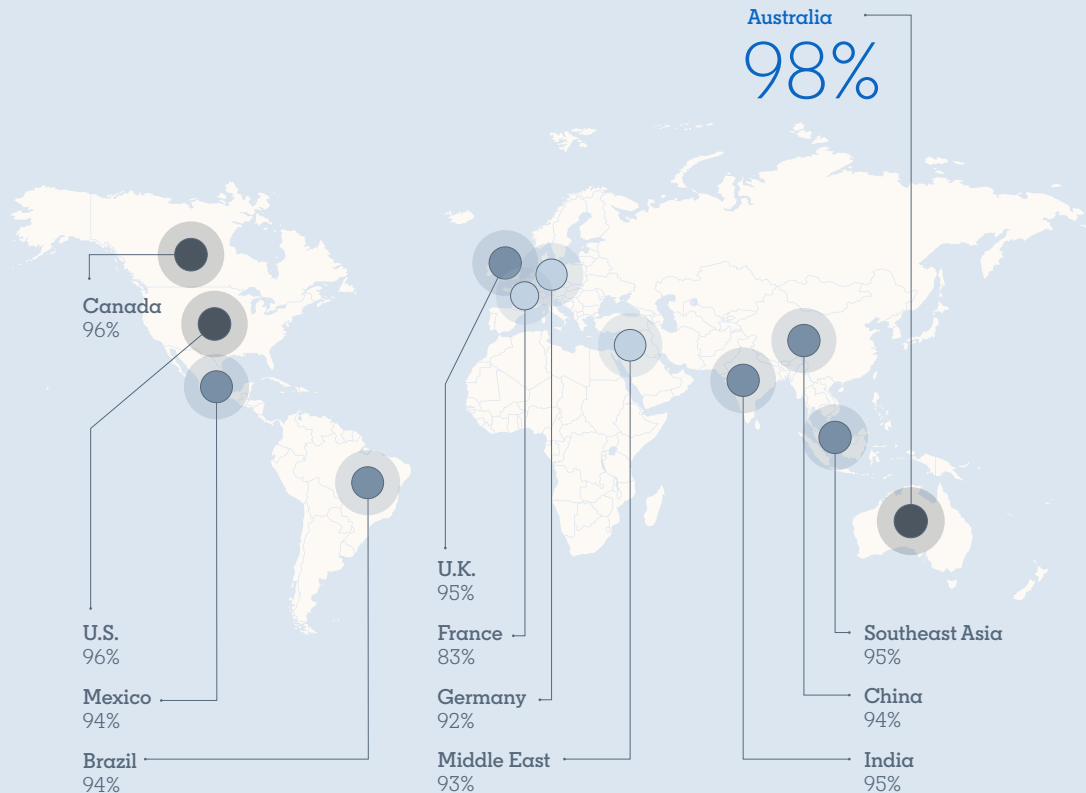 Australia
98%
Canada
96%
U.S.
96%
Mexico
94%
Brazil
94%
U.K.
95%
France
83%
Germany
92%
Middle East
93%
Southeast Asia
95%
China
94%
India
95%